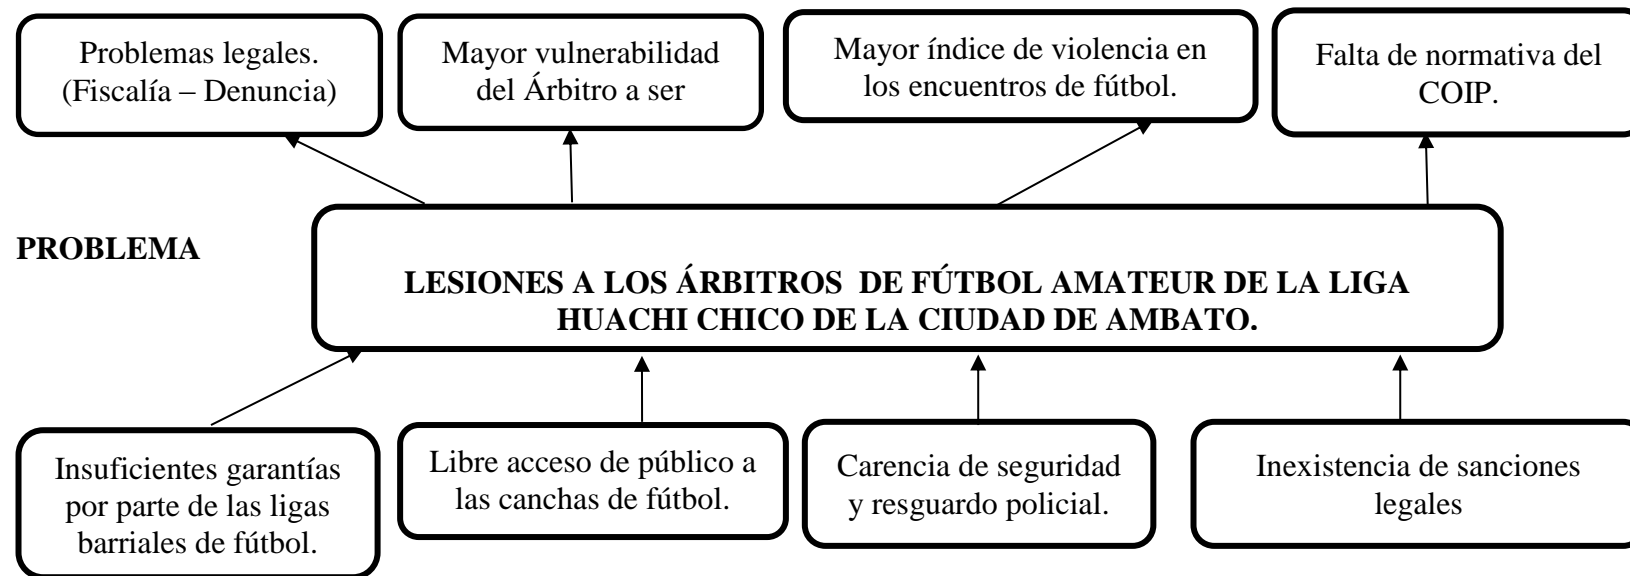 Problemas legales.
(Fiscalía – Denuncia)
Mayor vulnerabilidad
del Árbitro a ser
Mayor índice de violencia en
los encuentros de fútbol.
Falta de normativa del
COIP.
PROBLEMA
LESIONES A LOS ÁRBITROS DE FÚTBOL AMATEUR DE LA LIGA
HUACHI CHICO DE LA CIUDAD DE AMBATO.
Insuficientes garantías
por parte de las ligas
barriales de fútbol.
Libre acceso de público a
las canchas de fútbol.
Carencia de seguridad
y resguardo policial.
Inexistencia de sanciones
legales